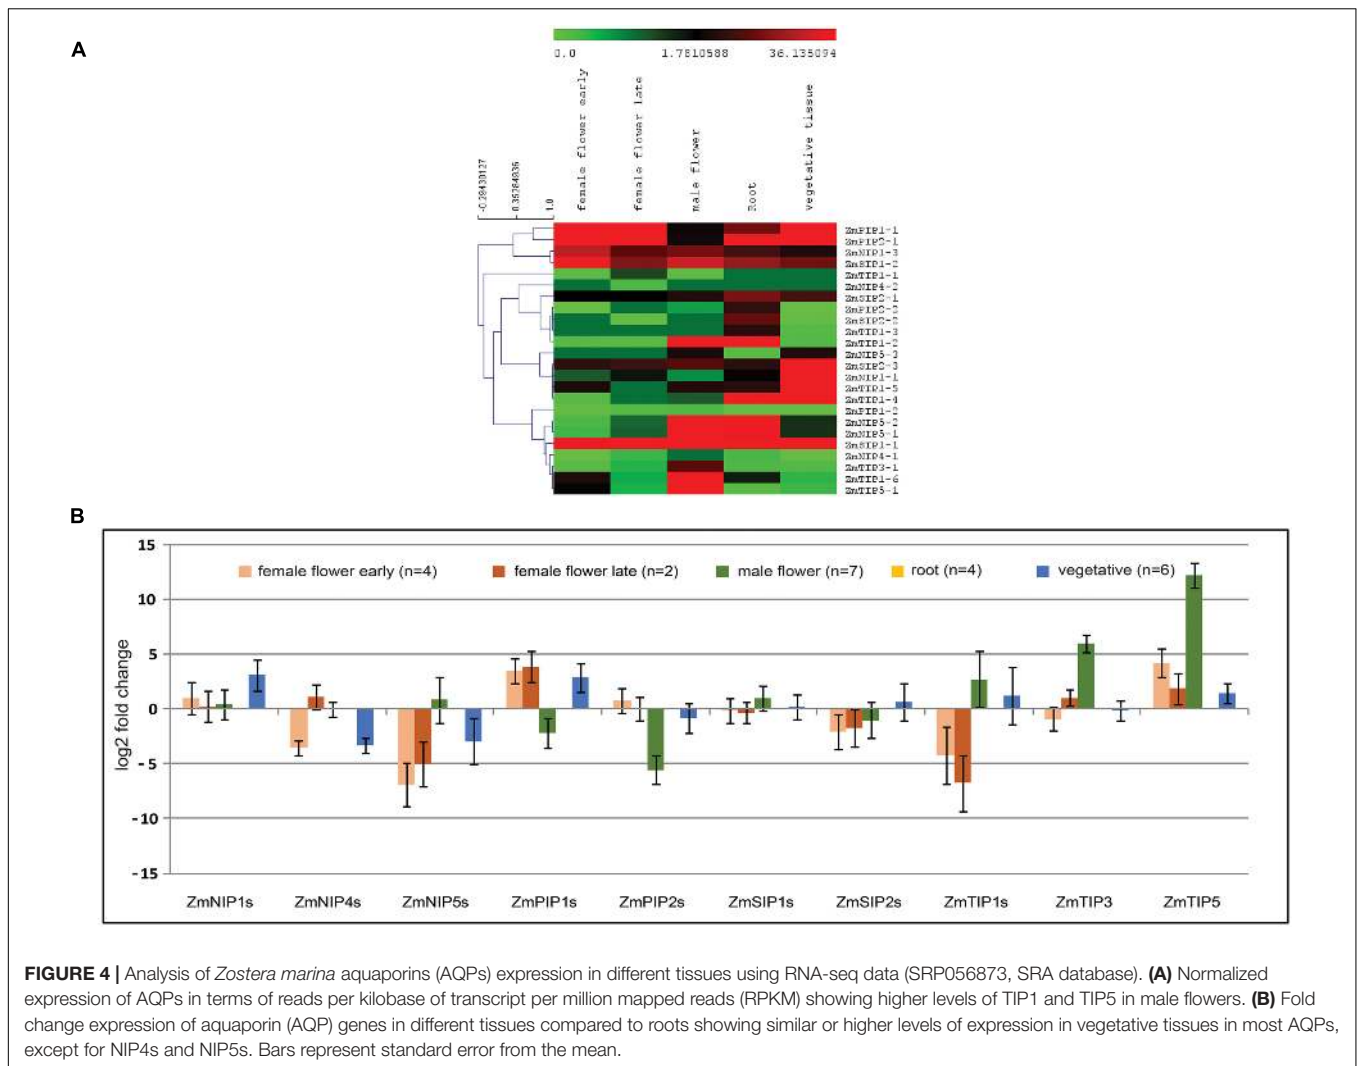 A
0.0 1.7810588 36.135094
female flower early
female flower late
male flower
Root
vegetative tissue
-0.29430127
0.35284936
1.0
ZmPIP1-1
ZmPIP2-1
ZmNIP1-3
ZmSIP1-2
ZmTIP1-1
ZmNIP4-2
ZmSIP2-1
ZmPIP2-2
ZmSIP2-2
ZmTIP1-3
ZmTIP1-2
ZmNIP5-3
ZmSIP2-3
ZmNIP1-1
ZmTIP1-5
ZmTIP1-4
ZmPIP1-2
ZmNIP5-2
ZmNIP5-1
ZmSIP1-1
ZmNIP4-1
ZmTIP3-1
ZmTIP1-6
ZmTIP5-1
B
female flower early (n=4) female flower late (n=2) male flower (n=7) root (n=4) vegetative (n=6)
log2 fold change
15
10
5
0
-5
-10
-15
ZmNIP1s ZmNIP4s ZmNIP5s ZmPIP1s ZmPIP2s ZmSIP1s ZmSIP2s ZmTIP1s ZmTIP3 ZmTIP5
FIGURE 4 | Analysis of Zostera marina aquaporins (AQPs) expression in different tissues using RNA-seq data (SRP056873, SRA database). (A) Normalized
expression of AQPs in terms of reads per kilobase of transcript per million mapped reads (RPKM) showing higher levels of TIP1 and TIP5 in male flowers. (B) Fold
change expression of aquaporin (AQP) genes in different tissues compared to roots showing similar or higher levels of expression in vegetative tissues in most AQPs,
except for NIP4s and NIP5s. Bars represent standard error from the mean.